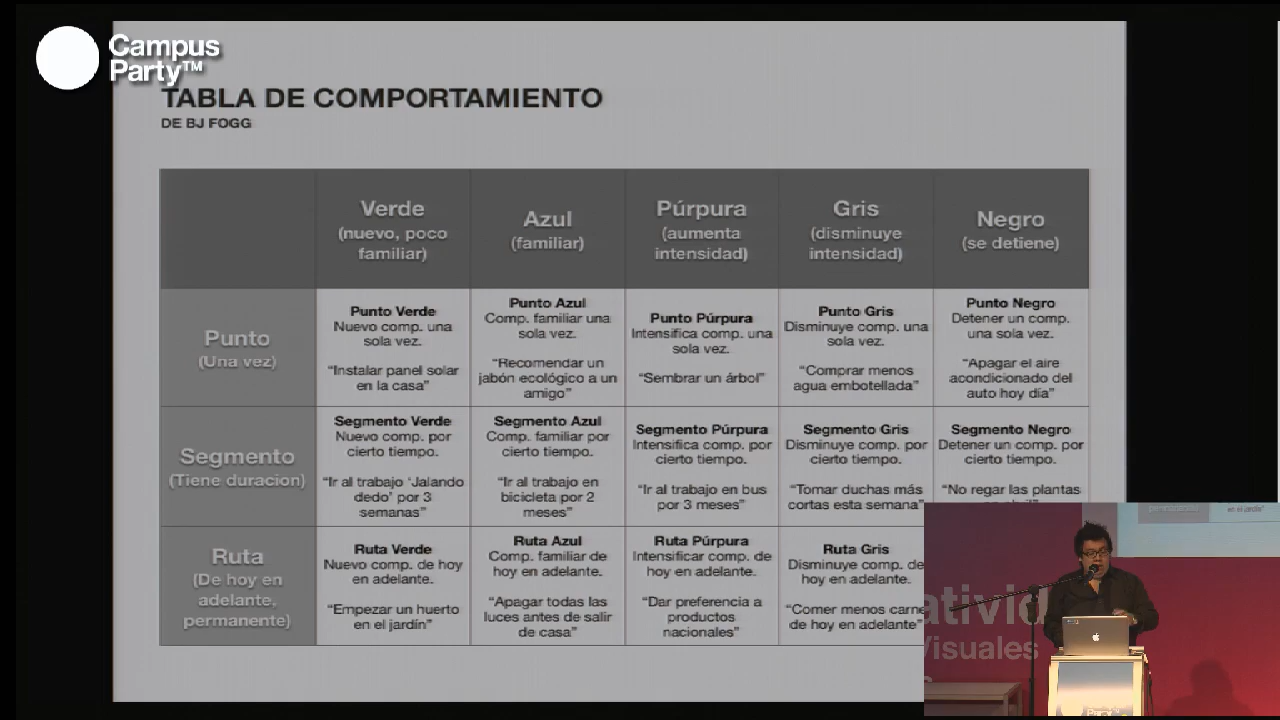 Campus
Party™
TABLA DE COMPORTAMIENTO
DE BJ FOGG
Verde
(nuevo, poco
familiar)
Azul
(familiar)
Púrpura
(aumenta
intensidad)
Gris
(disminuye
intensidad)
Negro
(se detiene)
Punto
(Una vez)
Punto Verde
Nuevo comp. una
sola vez.
“Instalar panel solar
en la casa”
Punto Azul
Comp. familiar una
sola vez.
“Recomendar un
jabón ecológico a un
amigo”
Punto Púrpura
Intensifica comp. una
sola vez.
“Sembrar un árbol”
Punto Gris
Disminuye comp. una
sola vez.
“Comprar menos
agua embotellada”
Punto Negro
Detener un comp.
una sola vez.
“Apagar el aire
acondicionado del
auto hoy día”
Segmento
(Tiene duracion)
Segmento Verde
Nuevo comp. por
cierto tiempo.
“Ir al trabajo ‘Jalando
dedo’ por 3
semanas”
Segmento Azul
Comp. familiar por
cierto tiempo.
“Ir al trabajo en
bicicleta por 2
meses”
Segmento Púrpura
Intensifica comp. por
cierto tiempo.
“Ir al trabajo en bus
por 3 meses”
Segmento Gris
Disminuye comp. por
cierto tiempo.
“Tomar duchas más
cortas esta semana”
Segmento Negro
Detener un comp. por
cierto tiempo.
“No regar las plantas
Ruta
(De hoy en
adelante,
permanente)
Ruta Verde
Nuevo comp. de hoy
en adelante.
“Empezar un huerto
en el jardín”
Ruta Azul
Comp. familiar de
hoy en adelante.
“Apagar todas las
luces antes de salir
de casa”
Ruta Púrpura
Intensificar comp. de
hoy en adelante.
“Dar preferencia a
productos
nacionales”
Ruta Gris
Disminuye comp. de
hoy en adelante.
“Comer menos carne
de hoy en adelante”
ativid
Visuales